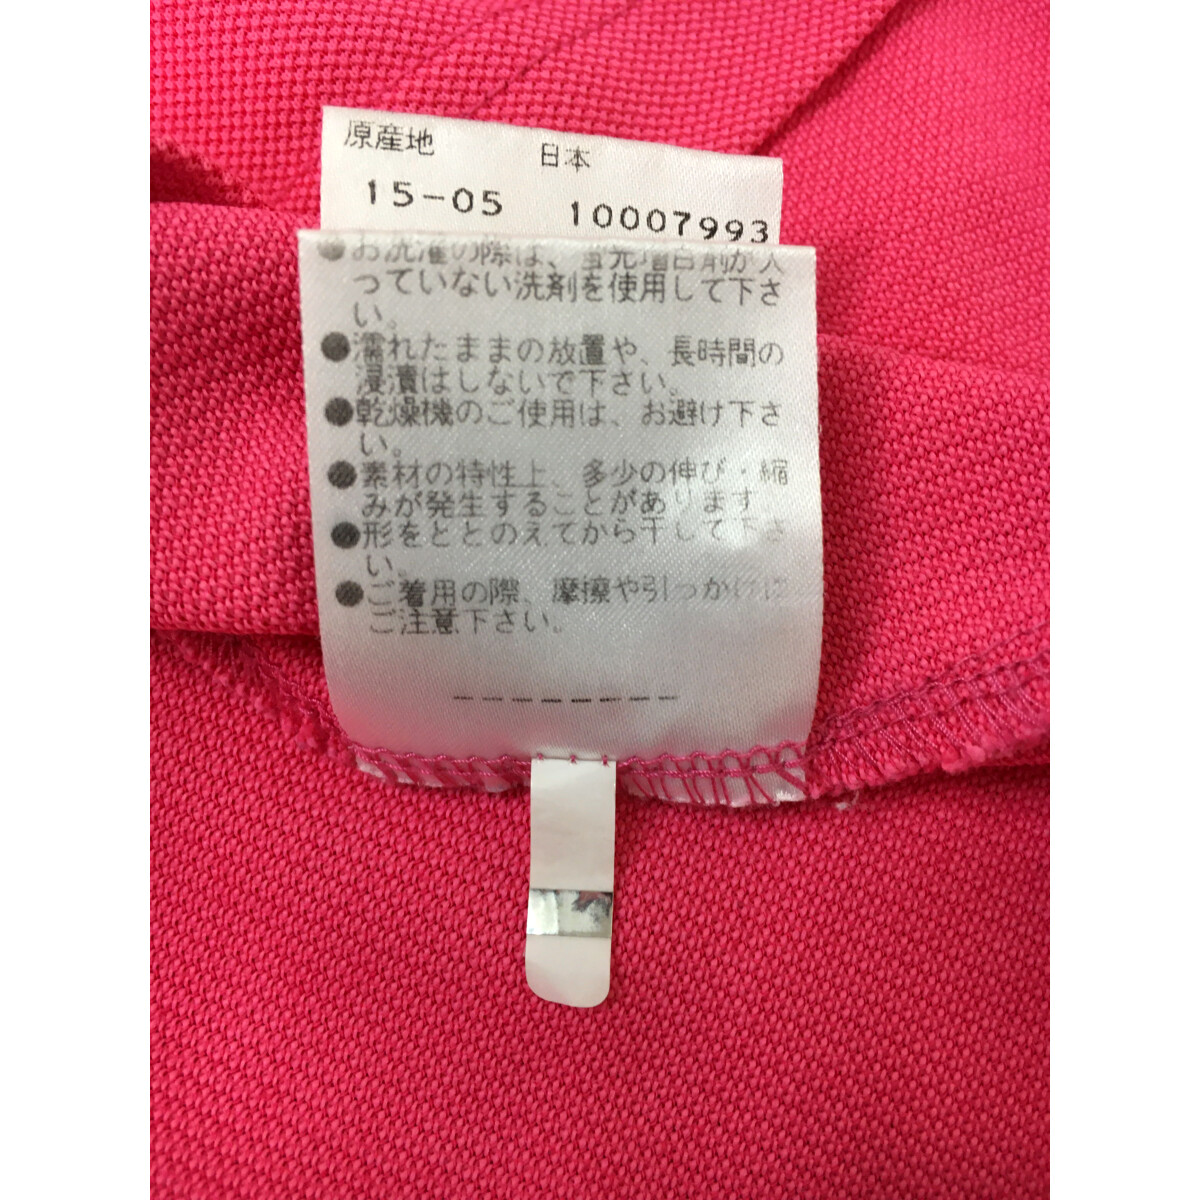 原産地 日本
15-05 10007993
●お洗濯の際は、蛍光増白剤が入
っていない洗剤を使用して下さ
い。
●濡れたままの放置や、長時間の
浸漬はしないで下さい。
●乾燥機のご使用は、お避け下さ
い。
●素材の特性上、多少の伸び・縮
みが発生することがあります
●形をととのえてから干して下さ
い。
●ご着用の際、摩擦や引っかけに
ご注意下さい。